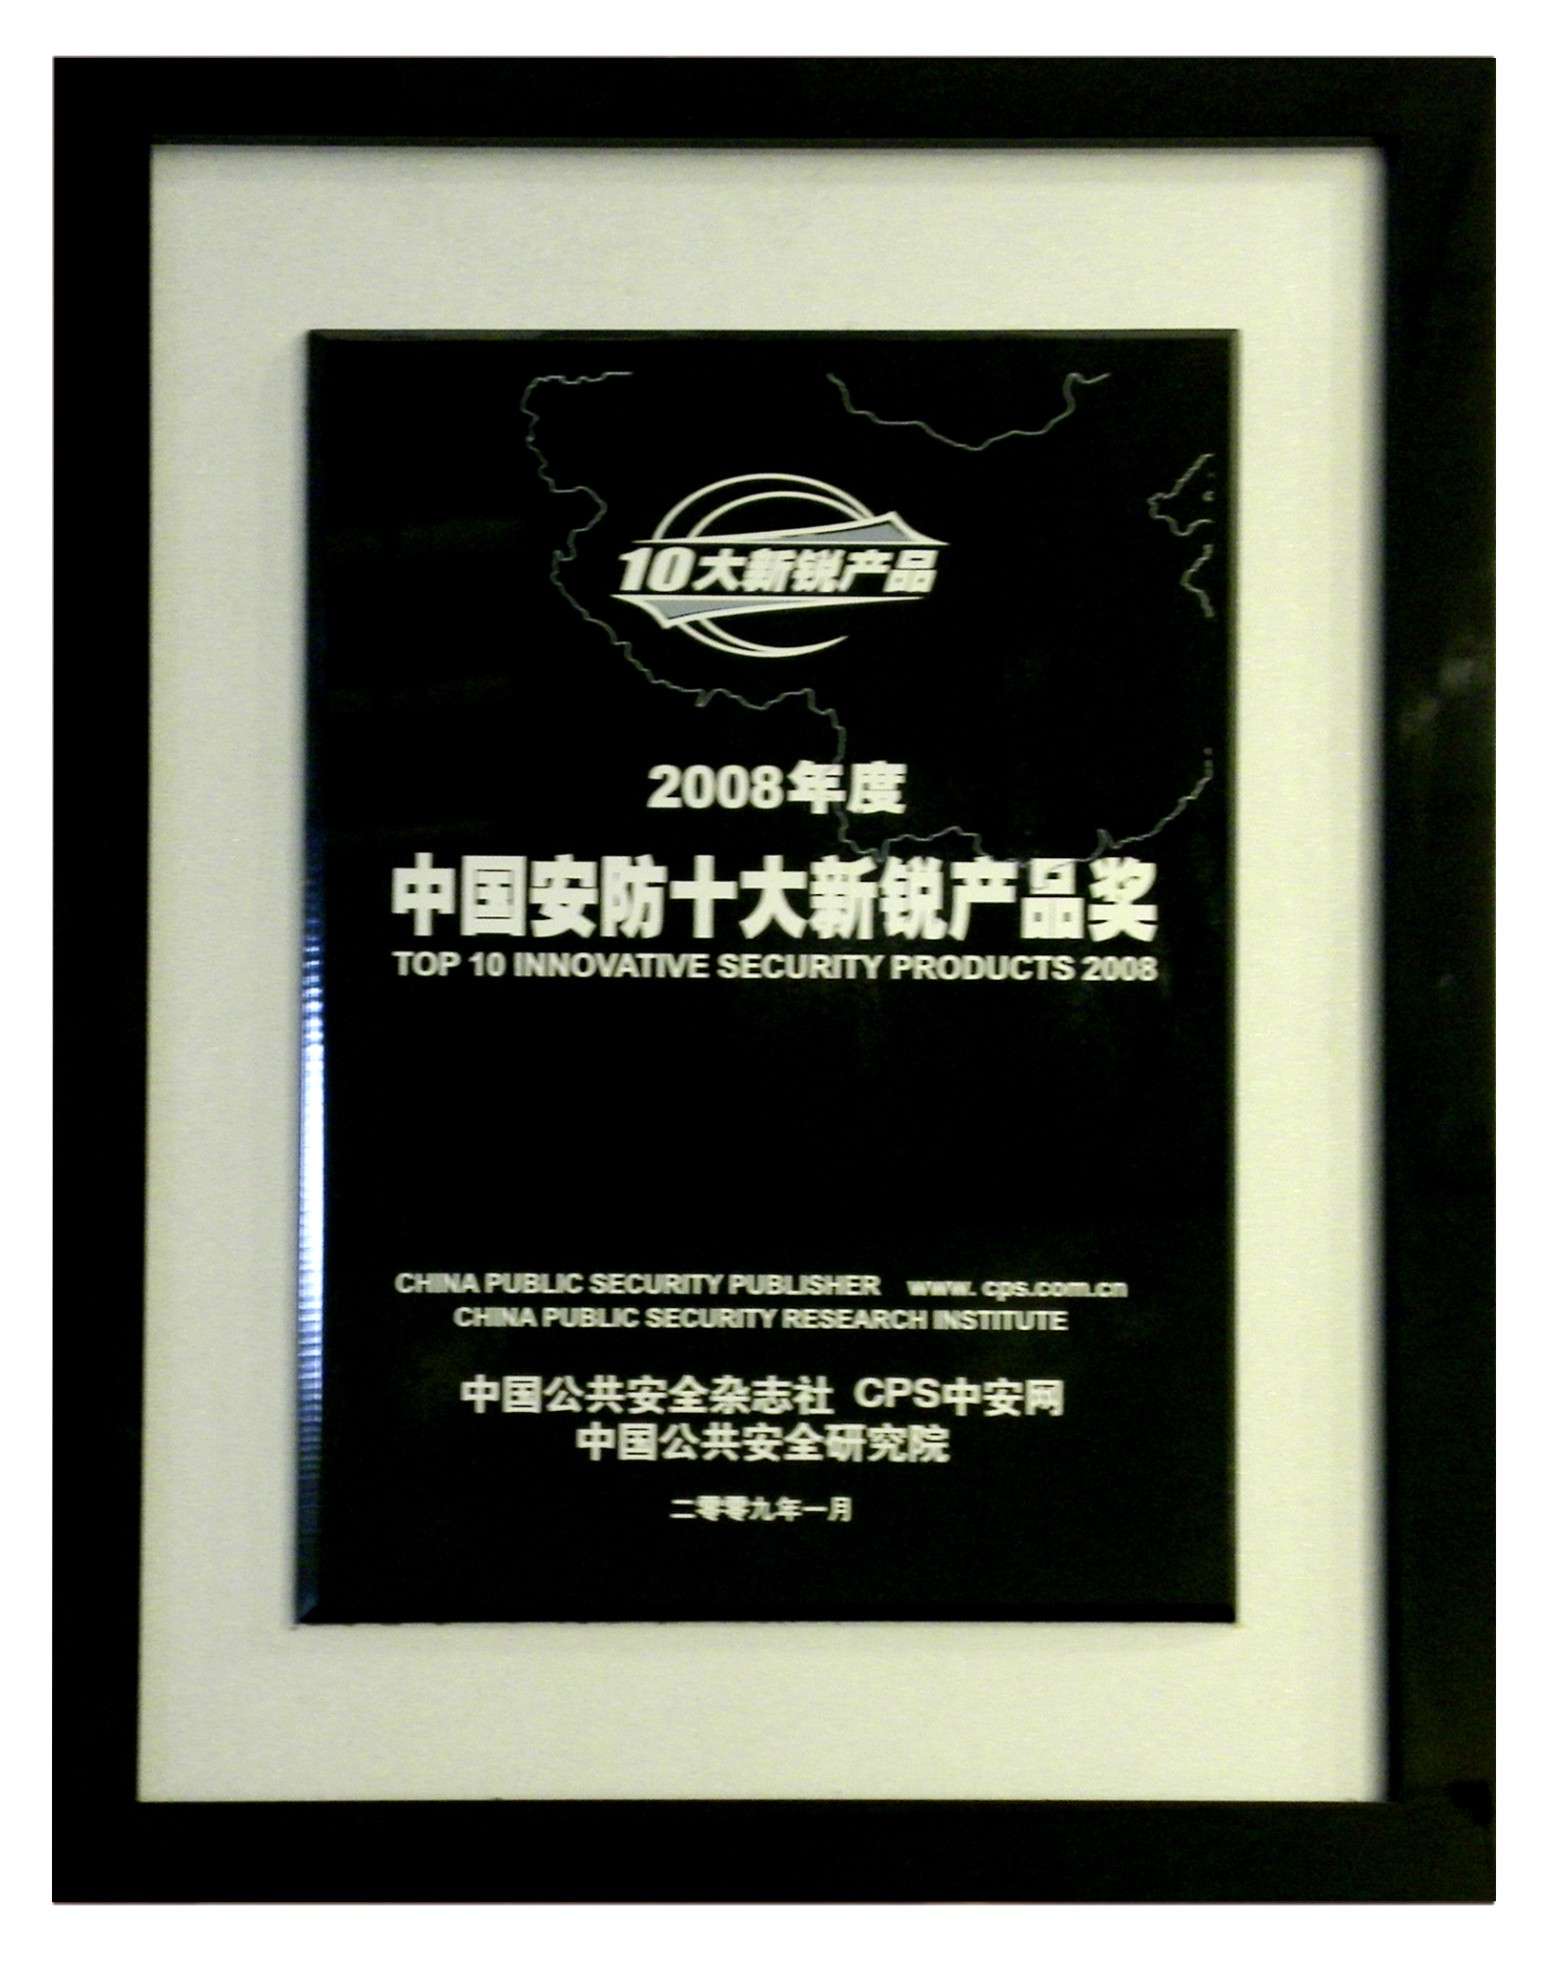 10大新锐产品
2008年度
中国安防十大新锐产品奖
TOP 10 INNOVATIVE SECURITY PRODUCTS 2008
CHINA PUBLIC SECURITY PUBLISHER www. cps.com.cn
CHINA PUBLIC SECURITY RESEARCH INSTITUTE
中国公共安全杂志社 CPS中安网
中国公共安全研究院
二零零九年一月